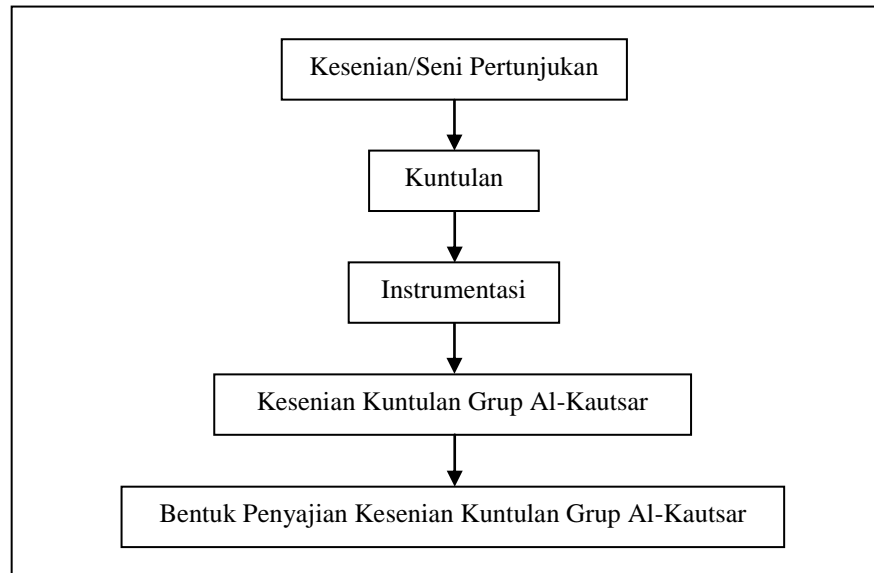 Kesenian/Seni Pertunjukan
Kuntulan
Instrumentasi
Kesenian Kuntulan Grup Al-Kautsar
Bentuk Penyajian Kesenian Kuntulan Grup Al-Kautsar